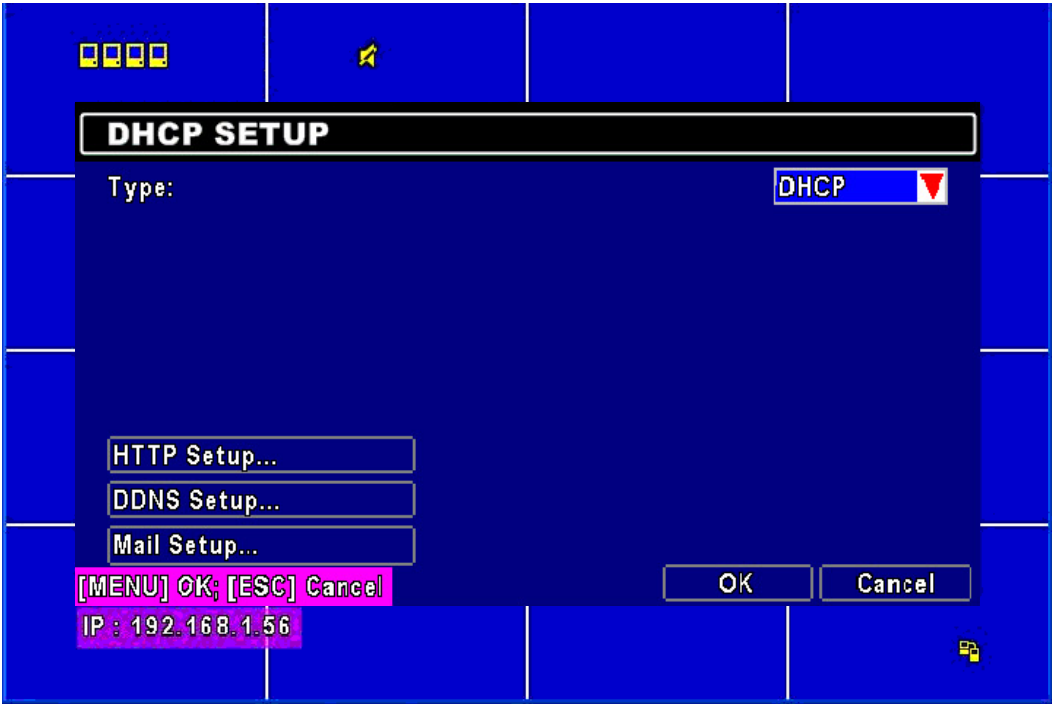 DHCP SETUP
Type: DHCP
HTTP Setup...
DDNS Setup...
Mail Setup...
[MENU] OK; [ESC] Cancel
OK Cancel
IP : 192.168.1.56